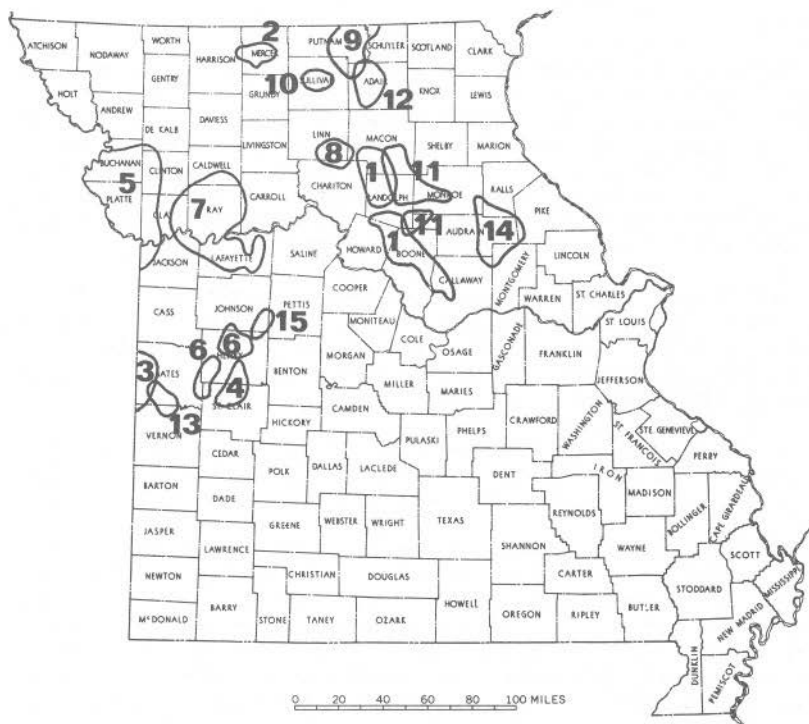 2
9
WORTH
PUTNAM
ATCHISON
NODAWAY
MERCER
SCHUYLER
SCOTLAND
CLARK
HARRISON
10
SULLIVAN
ADAIR
GENTRY
HOLT
GRUNDY
12
KNOX
LEWIS
ANDREW
DE KALB
DAVIESS
LINN
MACON
LIVINGSTON
8
SHELBY
MARION
BUCHANAN
CLINTON
CALDWELL
1
11
5
CHARITON
RANDOLPH
MONROE
RALLS
PLATTE
7
RAY
CARROLL
CLAY
11
PIKE
1
AUDRAIN
14
JACKSON
LAFAYETTE
SALINE
HOWARD
BOONE
LINCOLN
CALLAWAY
MONTGOMERY
COOPER
WARREN
ST. CHARLES
CASS
JOHNSON
PETTIS
15
MONITEAU
COLE
GASCONADE
ST. LOUIS
6
6
HENRY
MORGAN
OSAGE
FRANKLIN
3
BATES
BENTON
4
MILLER
MARIES
JEFFERSON
ST. CLAIR
13
HICKORY
CAMDEN
CRAWFORD
WASHINGTON
STE. GENEVIEVE
VERNON
PULASKI
PHELPS
ST. FRANCOIS
CEDAR
PERRY
POLK
DALLAS
LACLEDE
DENT
IRON
BARTON
MADISON
DADE
REYNOLDS
BOLLINGER
CAPE GIRARDEAU
GREENE
WEBSTER
WRIGHT
TEXAS
JASPER
SHANNON
WAYNE
LAWRENCE
SCOTT
CHRISTIAN
DOUGLAS
CARTER
NEWTON
STODDARD
MISSISSIPPI
HOWELL
BARRY
STONE
TANEY
OZARK
OREGON
RIPLEY
BUTLER
McDONALD
NEW MADRID
DUNKLIN
PEMISCOT
0 20 40 60 80 100 MILES